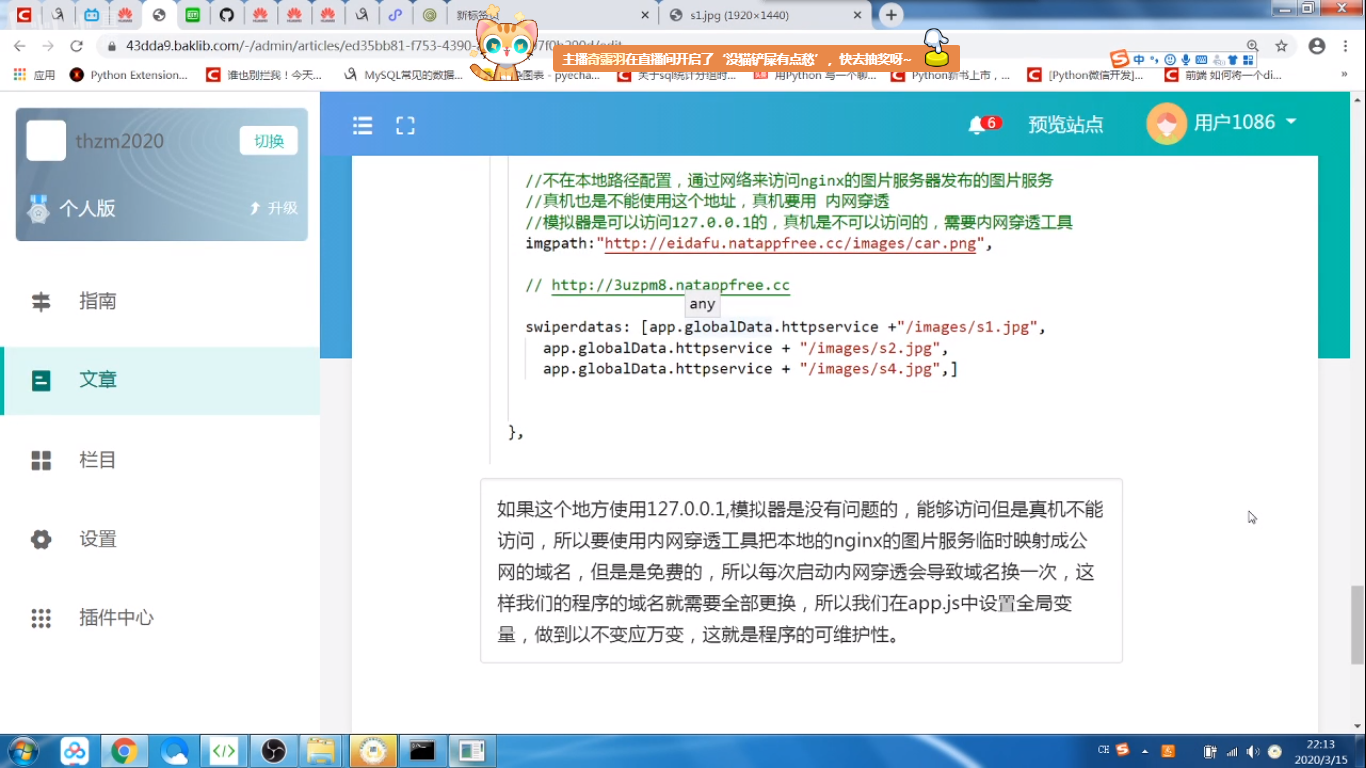 新标签页
s1.jpg (1920×1440)
43dda9.baklib.com/-/admin/articles/ed35bb81-f753-4390-
主播奇露羽在直播间开启了“没猫铲屎有点愁”,快去抽奖呀~
中
应用
Python Extension...
谁也别拦我!今天...
MySQL常见的数据...
图表 - pyecha...
关于sql统计分组时...
用Python 写一个聊...
Python新书上市,...
[Python微信开发]...
前端 如何将一个di...
thzm2020
切换
个人版
升级
6
预览站点
用户1086
指南
文章
栏目
设置
插件中心
//不在本地路径配置,通过网络来访问nginx的图片服务器发布的图片服务
//真机也是不能使用这个地址,真机要用 内网穿透
//模拟器是可以访问127.0.0.1的,真机是不可以访问的,需要内网穿透工具
imgpath:"http://eidafu.natappfree.cc/images/car.png",
// http://3uzpm8.natappfree.cc
any
swiperdatas: [app.globalData.httpservice +"/images/s1.jpg",
app.globalData.httpservice + "/images/s2.jpg",
app.globalData.httpservice + "/images/s4.jpg",]
},
如果这个地方使用127.0.0.1,模拟器是没有问题的,能够访问但是真机不能
访问,所以要使用内网穿透工具把本地的nginx的图片服务临时映射成公
网的域名,但是是免费的,所以每次启动内网穿透会导致域名换一次,这
样我们的程序的域名就需要全部更换,所以我们在app.js中设置全局变
量,做到以不变应万变,这就是程序的可维护性。
CH
22:13
2020/3/15